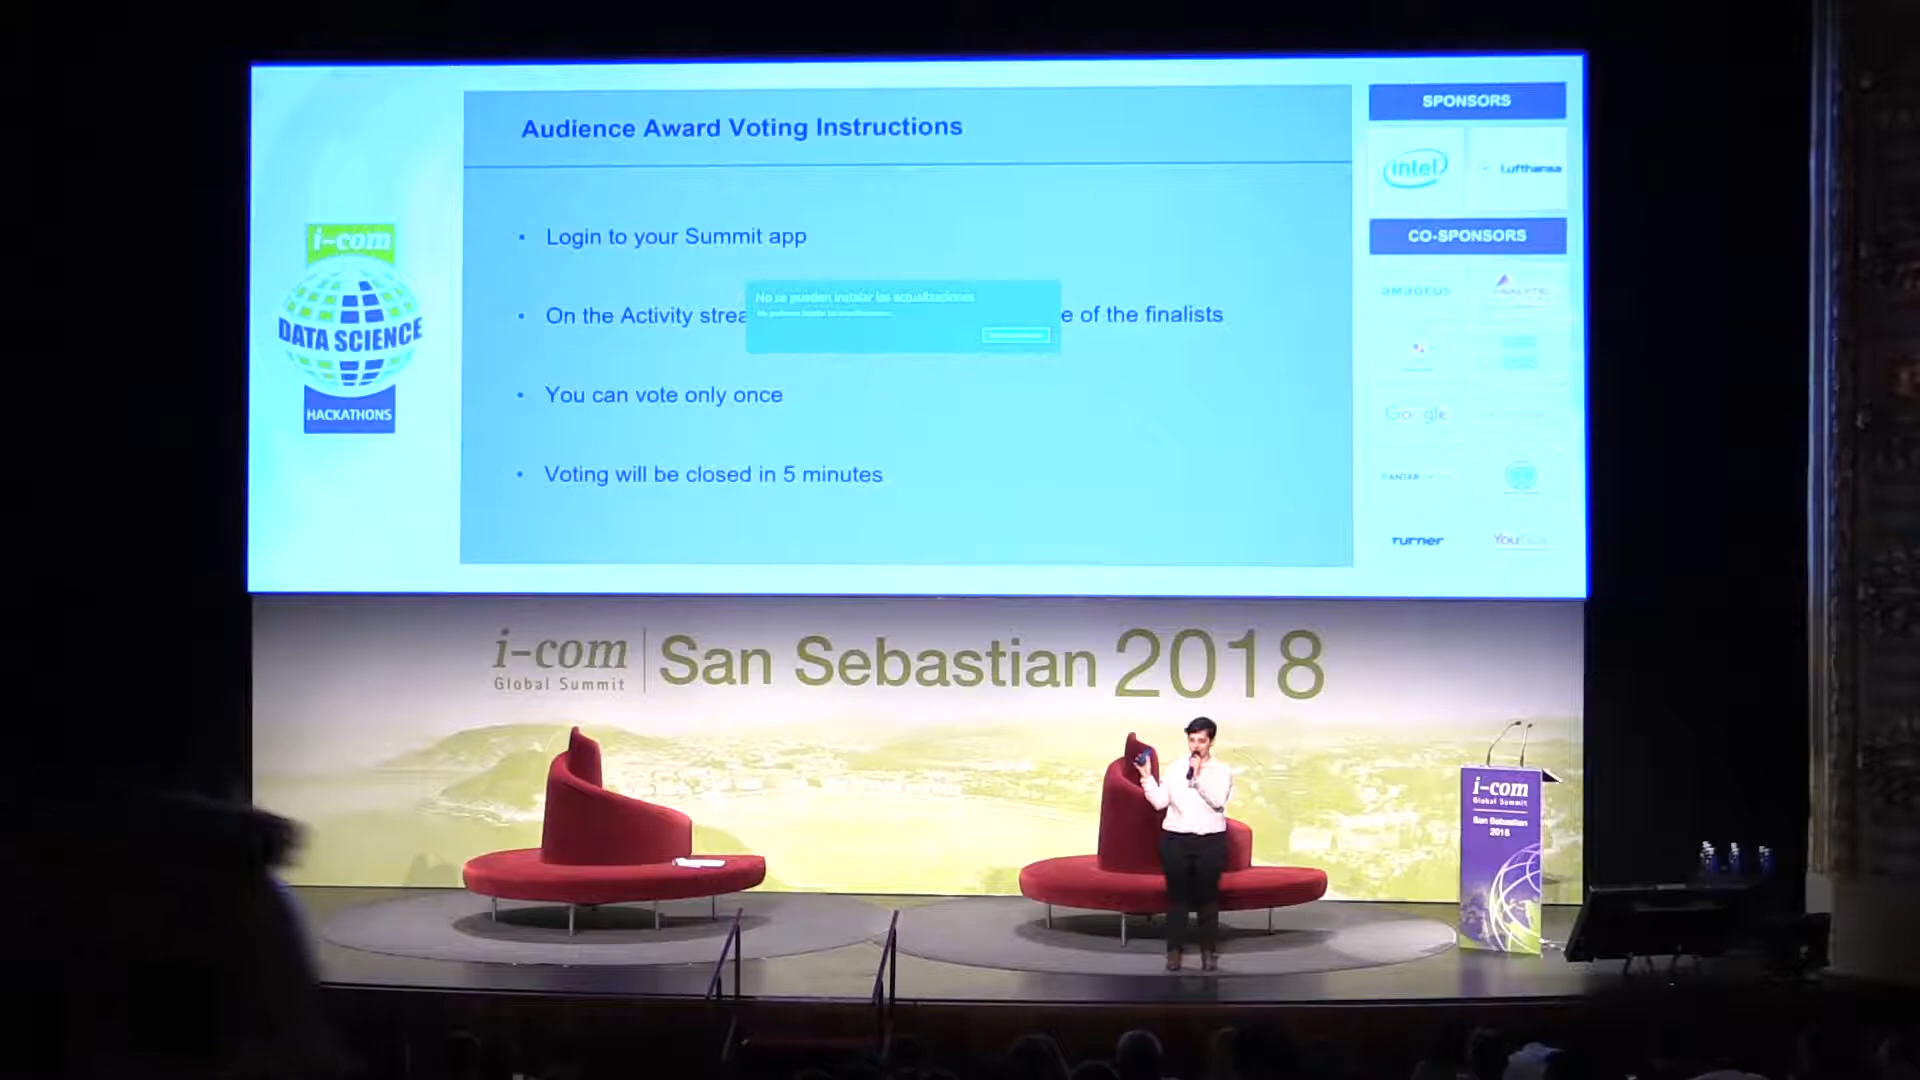 Audience Award Voting Instructions
• Login to your Summit app
• On the Activity strea
e of the finalists
No se pueden instalar las actualizaciones
• You can vote only once
• Voting will be closed in 5 minutes
i-com
DATA SCIENCE
HACKATHONS
SPONSORS
intel
Lufthansa
CO-SPONSORS
amadeus
Google
KANTAR
Turner
YouGov
i-com
Global Summit
San Sebastian 2018
i-com
Global Summit
San Sebastian
2018